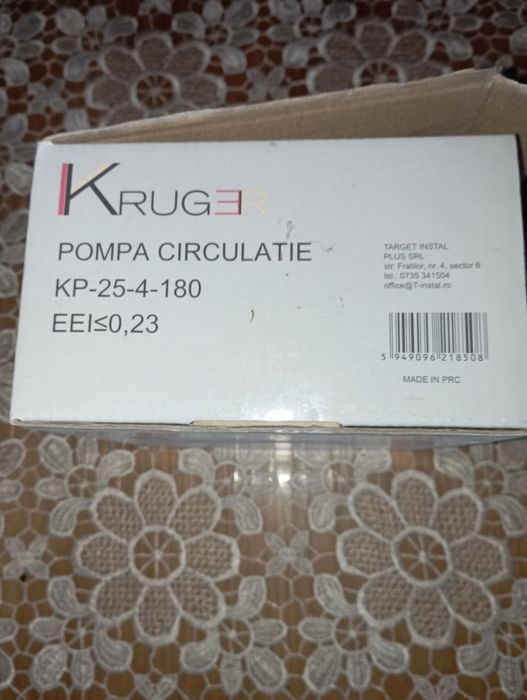 KRUGER
POMPA CIRCULATIE
KP-25-4-180
EEI≤0,23
TARGET INSTAL
PLUS SRL
str. Fratilor, nr. 4, sector 6
tel.: 0735 341504
office@T-instal.ro
5 949096 218508
MADE IN PRC